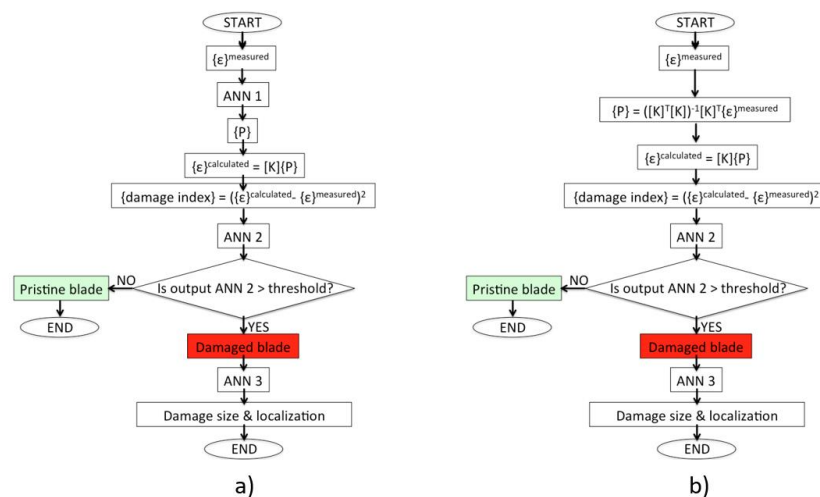 START
{ε}measured
ANN 1
{P}
{ε}calculated = [K]{P}
{damage index} = ({ε}calculated- {ε}measured)2
ANN 2
Is output ANN 2 > threshold?
NO
Pristine blade
END
YES
Damaged blade
ANN 3
Damage size & localization
END
a)
START
{ε}measured
{P} = ([K]T[K])-1[K]T{ε}measured
{ε}calculated = [K]{P}
{damage index} = ({ε}calculated- {ε}measured)2
ANN 2
Is output ANN 2 > threshold?
NO
Pristine blade
END
YES
Damaged blade
ANN 3
Damage size & localization
END
b)